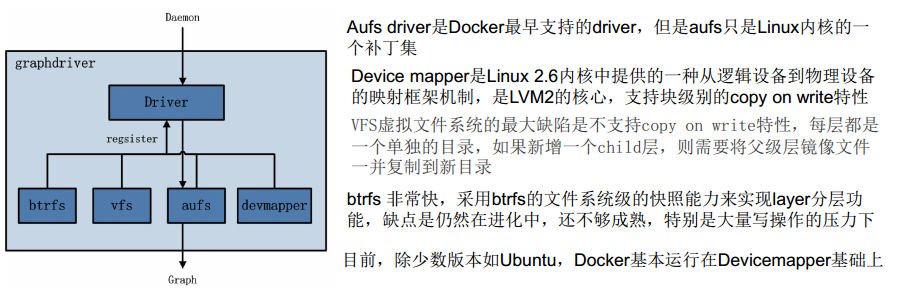 Daemon
graphdriver
Driver
regsister
btrfs
vfs
aufs
devmapper
Graph
Aufs driver是Docker最早支持的driver，但是aufs只是Linux内核的一
个补丁集
Device mapper是Linux 2.6内核中提供的一种从逻辑设备到物理设备
的映射框架机制，是LVM2的核心，支持块级别的copy on write特性
VFS虚拟文件系统的最大缺陷是不支持copy on write特性，每层都是
一个单独的目录，如果新增一个child层，则需要将父级层镜像文件
一并复制到新目录
btrfs 非常快，采用btrfs的文件系统级的快照能力来实现layer分层功
能，缺点是仍然在进化中，还不够成熟，特别是大量写操作的压力下
目前，除少数版本如Ubuntu，Docker基本运行在Devicemapper基础上